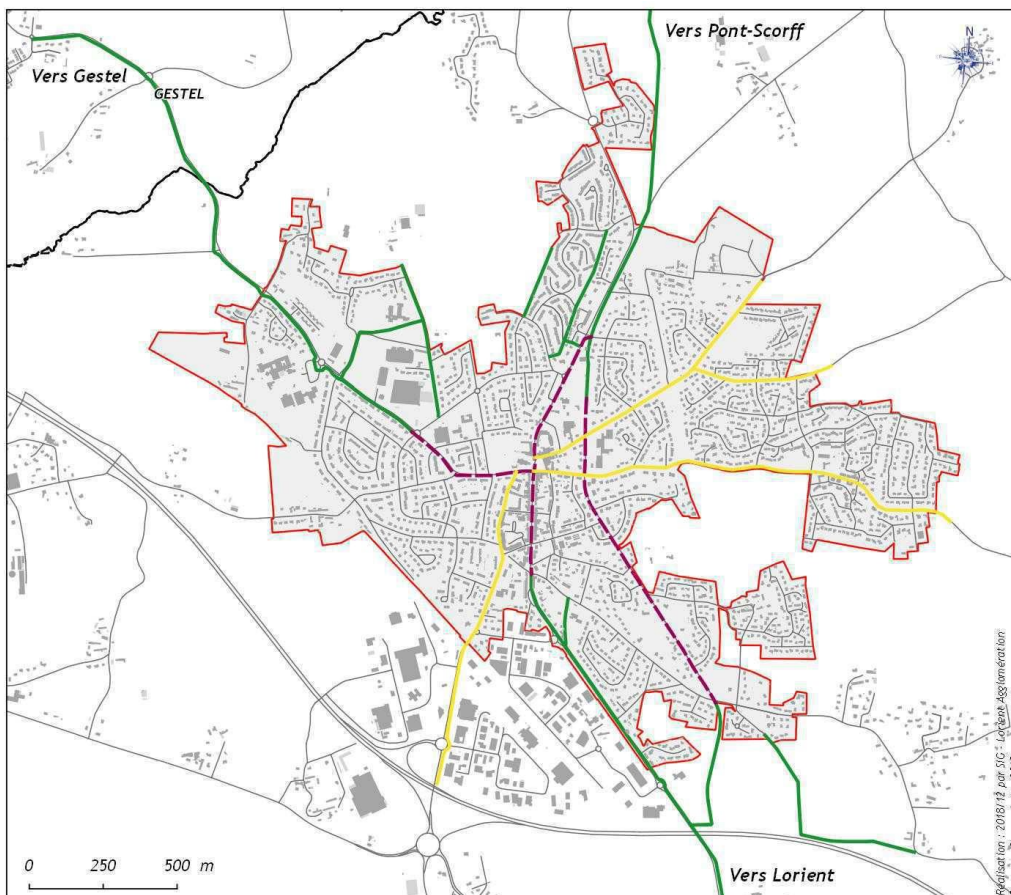 Vers Pont-Scorff
N
Vers Gestel
GESTEL
0 250 500 m
Vers Lorient
Réalisation : 2018/12 par SIG - Lorient Agglomération